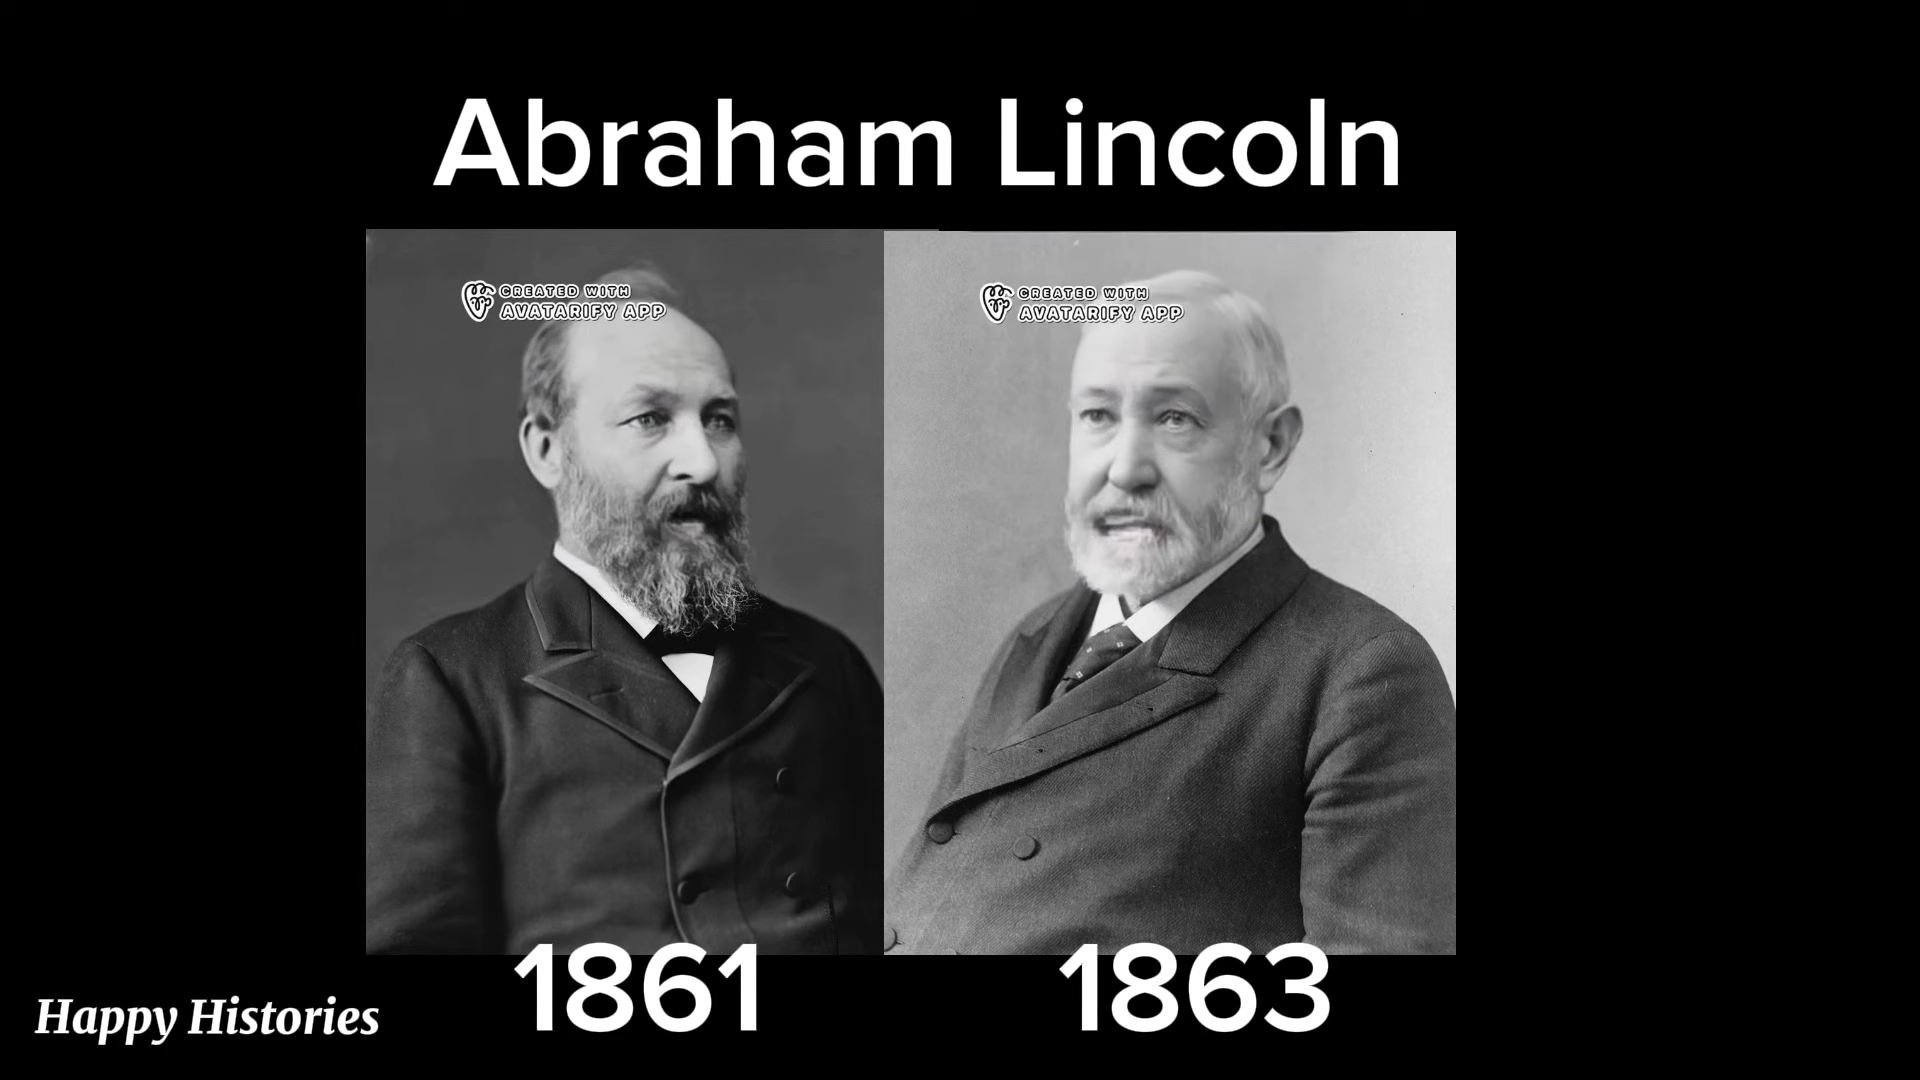 Abraham Lincoln
CREATED WITH
AVATARIFY APP
CREATED WITH
AVATARIFY APP
1861
1863
Happy Histories